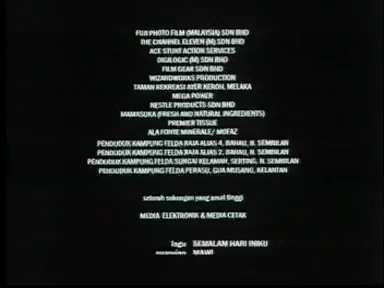 FUJI PHOTO FILM (MALAYSIA) SDN BHD
THE CHANNEL ELEVEN (M) SDN BHD
ACE STUNT ACTION SERVICES
DIGILOGIC (M) SDN BHD
FILM GEAR SDN BHD
WIZARDWORKS PRODUCTION
TAMAN REKREASI AYER KEROH, MELAKA
MEGA POWER
NESTLE PRODUCTS SDN BHD
MAMASUKA (FRESH AND NATURAL INGREDIENTS)
PREMIER TISSUE
ALA FONTE MINERALE/ MOFAZ
PENDUDUK KAMPUNG FELDA RAJA ALIAS 4, BAHAU, N. SEMBILAN
PENDUDUK KAMPUNG FELDA RAJA ALIAS 2, BAHAU, N. SEMBILAN
PENDUDUK KAMPUNG FELDA SUNGAI KELAMAH, SERTING, N. SEMBILAN
PENDUDUK KAMPUNG FELDA PERASU, GUA MUSANG, KELANTAN
seluruh sokongan yang amat tinggi
MEDIA ELEKTRONIK & MEDIA CETAK
lagu SEMALAM HARI INIKU
MAWI